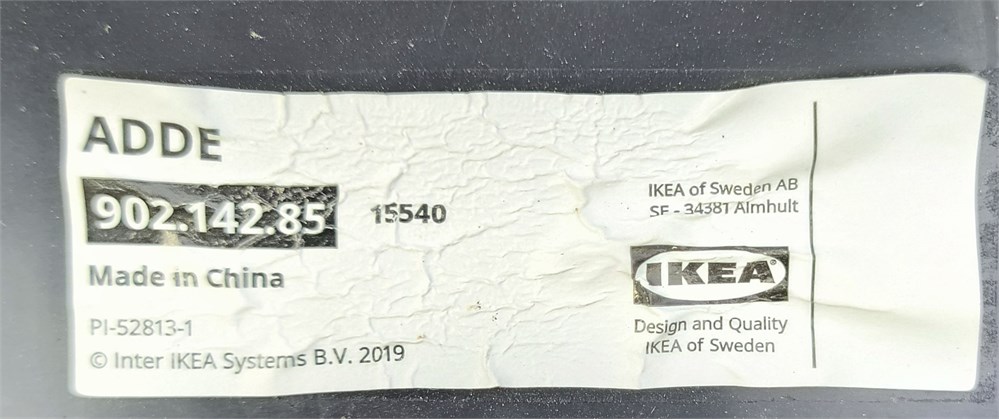 ADDE
902.142.85
15540
Made in China
PI-52813-1
© Inter IKEA Systems B.V. 2019
IKEA of Sweden AB
SE - 34381 Älmhult
IKEA®
Design and Quality
IKEA of Sweden